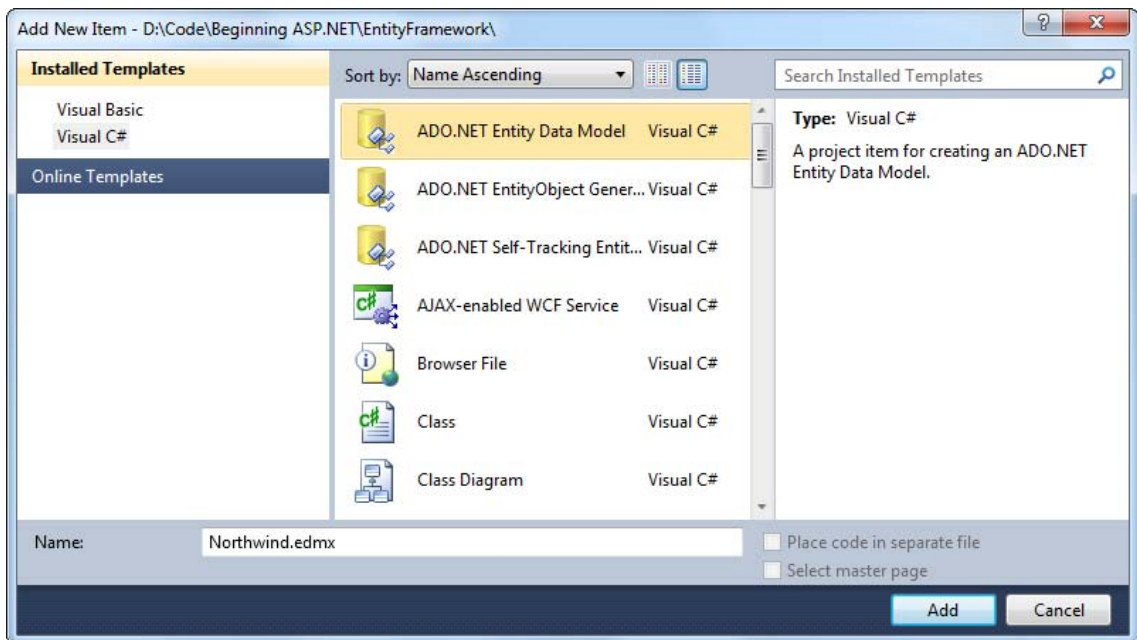 Add New Item - D:\Code\Beginning ASP.NET\EntityFramework\
Installed Templates
Visual Basic
Visual C#
Online Templates
Sort by: Name Ascending
ADO.NET Entity Data Model Visual C#
ADO.NET EntityObject Gener... Visual C#
ADO.NET Self-Tracking Entit... Visual C#
AJAX-enabled WCF Service Visual C#
Browser File Visual C#
Class Visual C#
Class Diagram Visual C#
Search Installed Templates
Type: Visual C#
A project item for creating an ADO.NET
Entity Data Model.
Name: Northwind.edmx
Place code in separate file
Select master page
Add Cancel